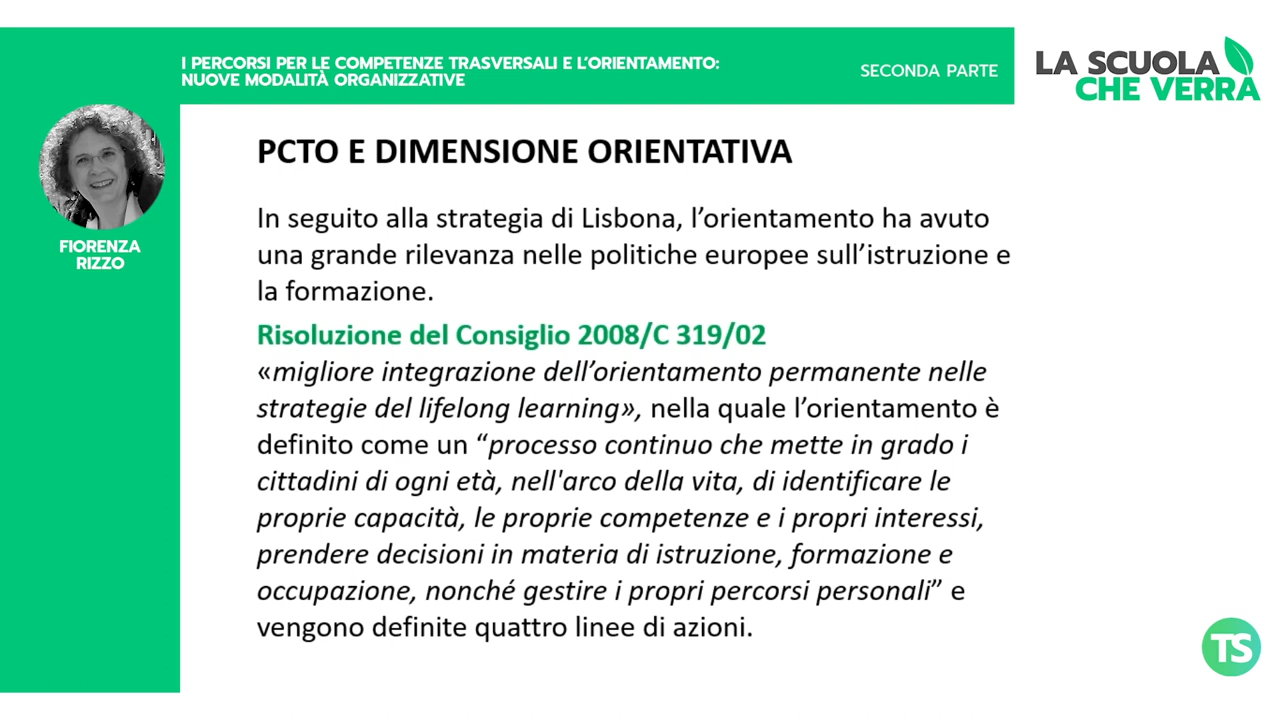 I PERCORSI PER LE COMPETENZE TRASVERSALI E L'ORIENTAMENTO:
NUOVE MODALITÀ ORGANIZZATIVE
SECONDA PARTE
LA SCUOLA
CHE VERRÀ
FIORENZA
RIZZO
PCTO E DIMENSIONE ORIENTATIVA
In seguito alla strategia di Lisbona, l’orientamento ha avuto
una grande rilevanza nelle politiche europee sull’istruzione e
la formazione.
Risoluzione del Consiglio 2008/C 319/02
«migliore integrazione dell’orientamento permanente nelle
strategie del lifelong learning», nella quale l’orientamento è
definito come un “processo continuo che mette in grado i
cittadini di ogni età, nell'arco della vita, di identificare le
proprie capacità, le proprie competenze e i propri interessi,
prendere decisioni in materia di istruzione, formazione e
occupazione, nonché gestire i propri percorsi personali” e
vengono definite quattro linee di azioni.
TS